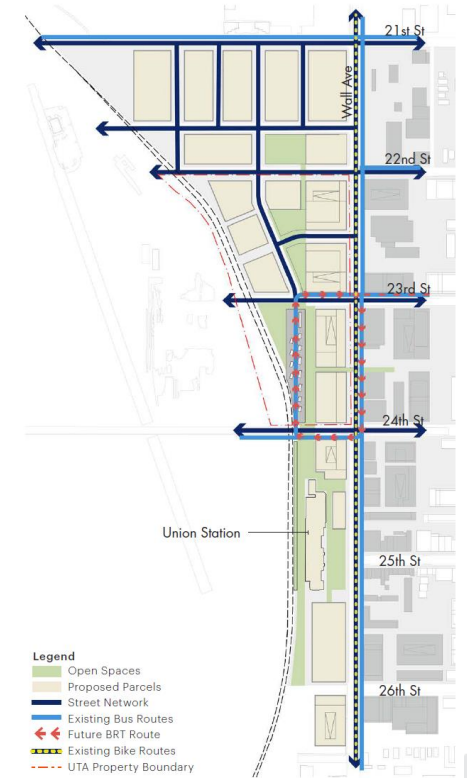 21st St
Wall Ave
22nd St
23rd St
24th St
Union Station
25th St
26th St
Legend
Open Spaces
Proposed Parcels
Street Network
Existing Bus Routes
Future BRT Route
Existing Bike Routes
UTA Property Boundary